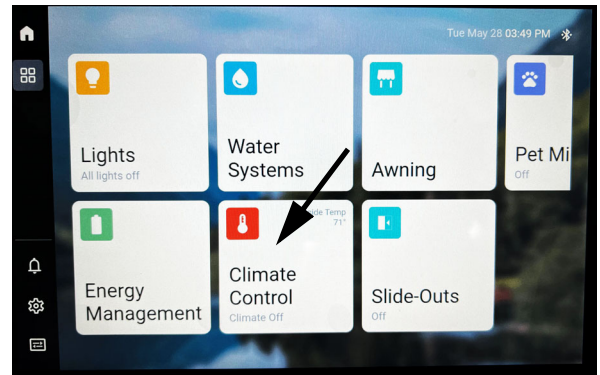 Tue May 28 03:49 PM
Lights
All lights off
Water
Systems
Awning
Pet Mi
Off
Energy
Management
Temp
71°
Climate
Control
Climate Off
Slide-Outs
Off